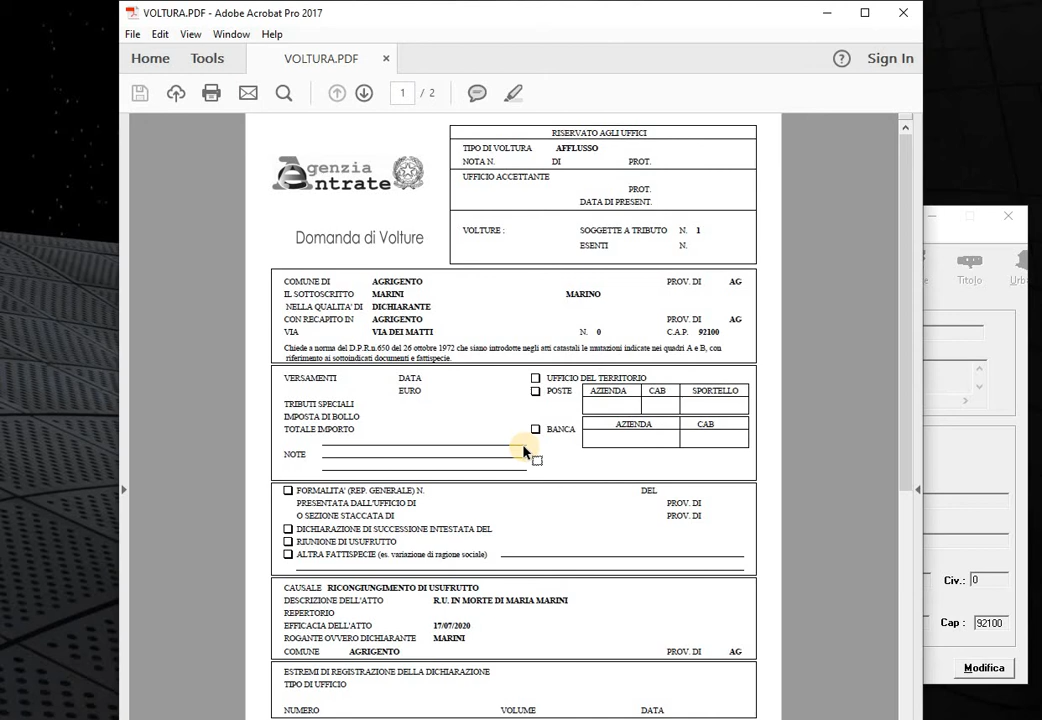 VOLTURA.PDF - Adobe Acrobat Pro 2017
File Edit View Window Help
Home Tools VOLTURA.PDF × ? Sign In
1 / 2
RISERVATO AGLI UFFICI
TIPO DI VOLTURA AFFLUSSO
NOTA N. DI PROT.
UFFICIO ACCETTANTE
PROT.
DATA DI PRESENT.
VOLTURE : SOGGETTE A TRIBUTO N. 1
ESENTI N.
Agenzia
Entrate
Domanda di Volture
COMUNE DI AGRIGENTO PROV. DI AG
IL SOTTOSCRITTO MARINI MARINO
NELLA QUALITA' DI DICHIARANTE
CON RECAPITO IN AGRIGENTO PROV. DI AG
VIA VIA DEI MATTI N. 0 C.A.P. 92100
Chiede a norma del D.P.R.n.650 del 26 ottobre 1972 che siano introdotte negli atti catastali le mutazioni indicate nei quadri A e B, con
riferimento ai sottoindicati documenti e fattispecie.
VERSAMENTI DATA UFFICIO DEL TERRITORIO
EURO POSTE AZIENDA CAB SPORTELLO
TRIBUTI SPECIALI
IMPOSTA DI BOLLO
AZIENDA CAB
TOTALE IMPORTO BANCA
NOTE
FORMALITA' (REP. GENERALE) N. DEL
PRESENTATA DALL'UFFICIO DI PROV. DI
O SEZIONE STACCATA DI PROV. DI
DICHIARAZIONE DI SUCCESSIONE INTESTATA DEL
RIUNIONE DI USUFRUTTO
ALTRA FATTISPECIE (es. variazione di ragione sociale)
CAUSALE RICONGIUNGIMENTO DI USUFRUTTO
DESCRIZIONE DELL'ATTO R.U. IN MORTE DI MARIA MARINI
REPERTORIO
EFFICACIA DELL'ATTO 17/07/2020
ROGANTE OVVERO DICHIARANTE MARINI
COMUNE AGRIGENTO PROV. DI AG
ESTREMI DI REGISTRAZIONE DELLA DICHIARAZIONE
TIPO DI UFFICIO
NUMERO VOLUME DATA
Titolo
Civ.: 0
Cap : 92100
Modifica